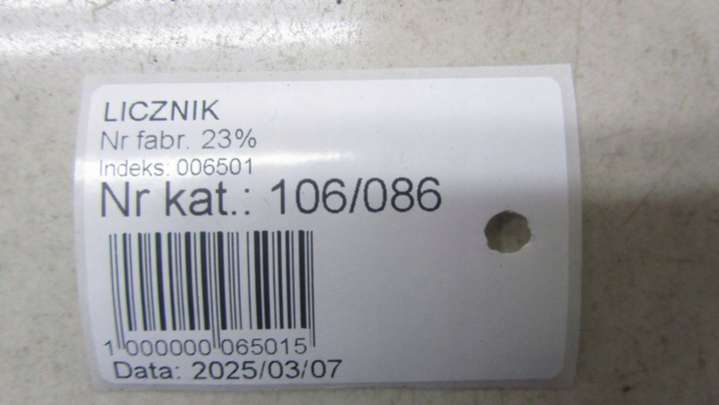 LICZNIK
Nr fabr. 23%
Indeks: 006501
Nr kat.: 106/086
1 000000 065015
Data: 2025/03/07